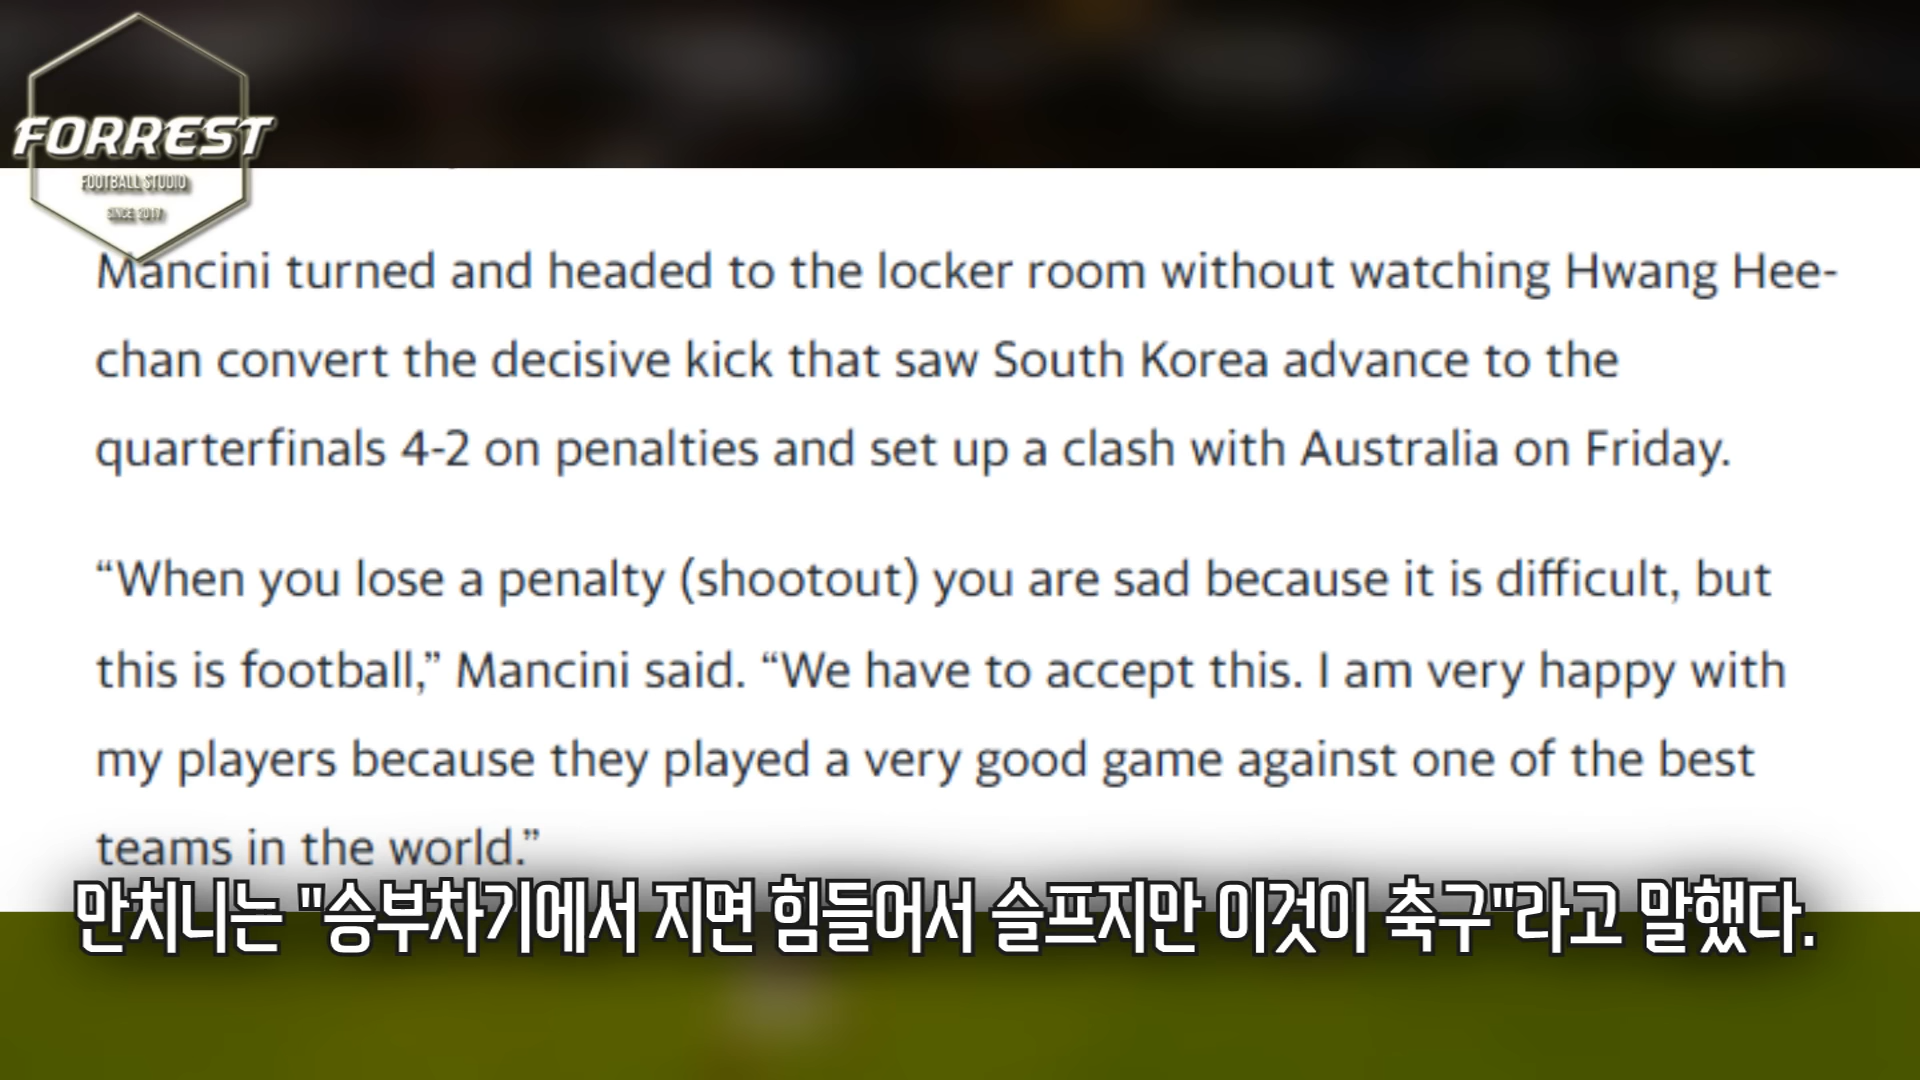 FORREST
FOOTBALL STUDIO
SINCE 2017
Mancini turned and headed to the locker room without watching Hwang Hee-
chan convert the decisive kick that saw South Korea advance to the
quarterfinals 4-2 on penalties and set up a clash with Australia on Friday.
“When you lose a penalty (shootout) you are sad because it is difficult, but
this is football,” Mancini said. “We have to accept this. I am very happy with
my players because they played a very good game against one of the best
teams in the world.”
만치니는 "승부차기에서 지면 힘들어서 슬프지만 이것이 축구"라고 말했다.